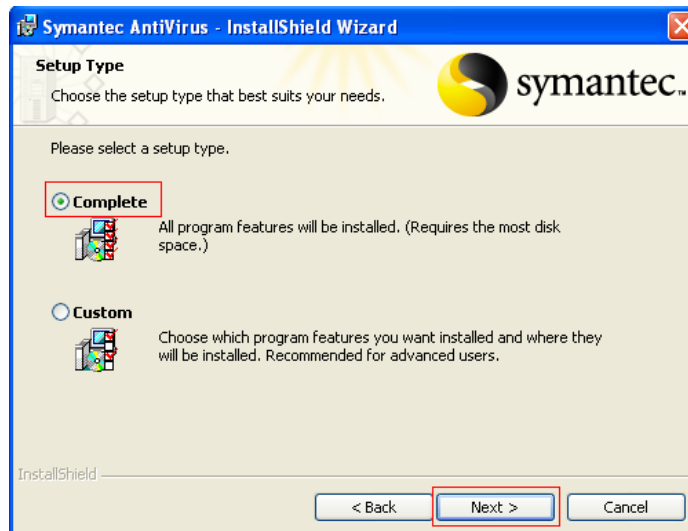 Symantec AntiVirus - InstallShield Wizard
Setup Type
Choose the setup type that best suits your needs.
symantec.
Please select a setup type.
Complete
All program features will be installed. (Requires the most disk
space.)
Custom
Choose which program features you want installed and where they
will be installed. Recommended for advanced users.
InstallShield
< Back
Next >
Cancel